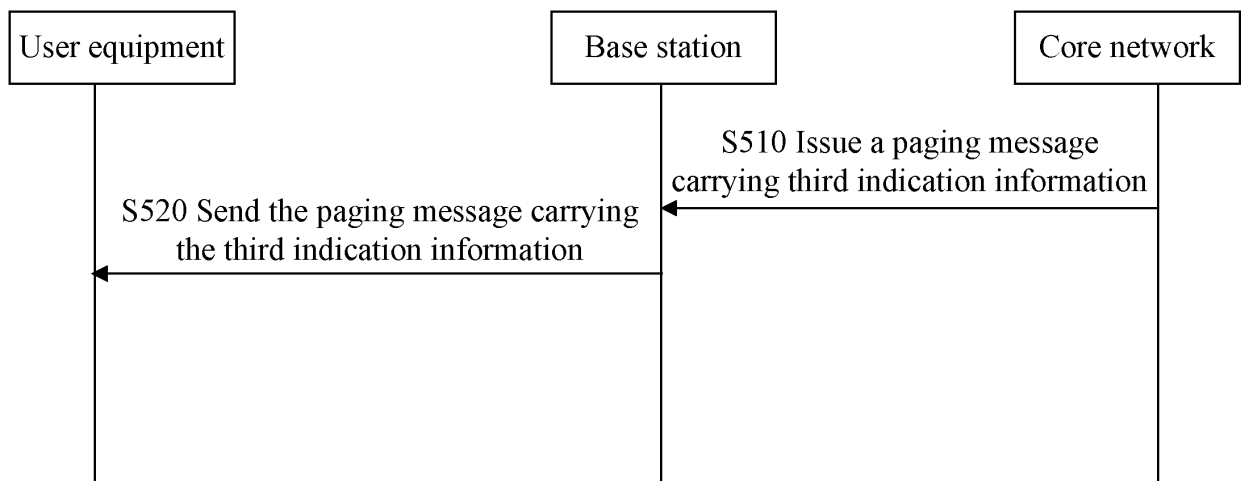 User equipment
Base station
Core network
S510 Issue a paging message
carrying third indication information
S520 Send the paging message carrying
the third indication information